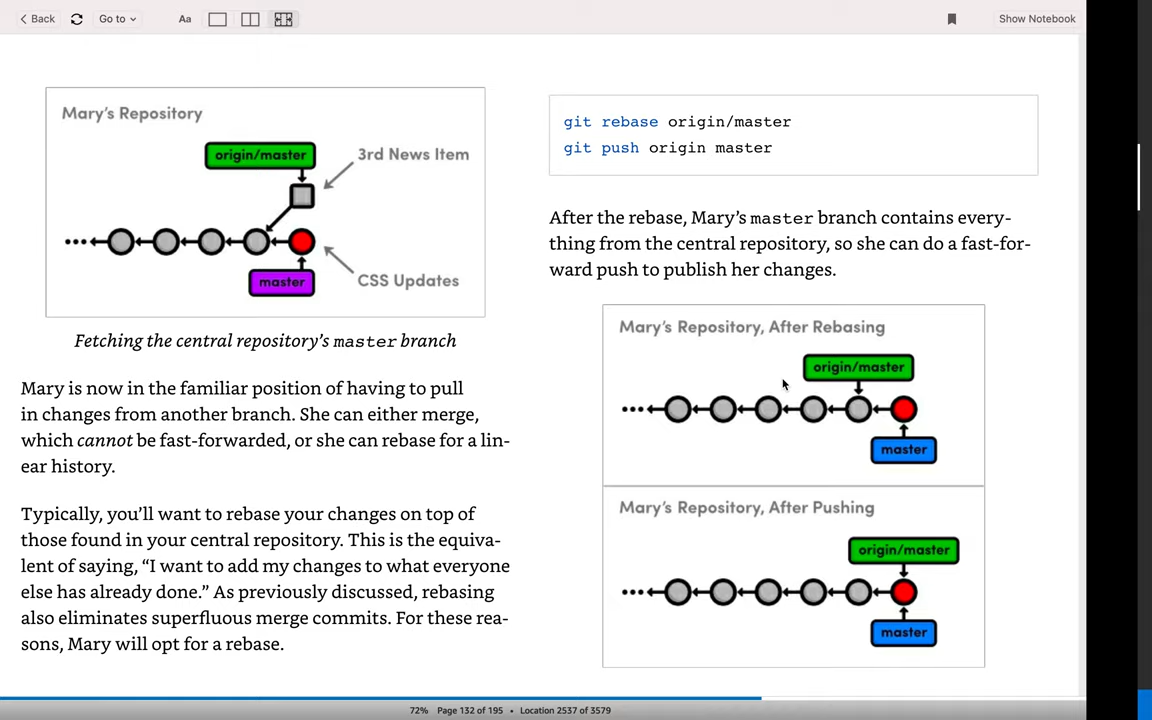 Back
Go to
Aa
Show Notebook
Mary's Repository
origin/master
3rd News Item
master
CSS Updates
Fetching the central repository's master branch
Mary is now in the familiar position of having to pull
in changes from another branch. She can either merge,
which cannot be fast-forwarded, or she can rebase for a lin-
ear history.
Typically, you'll want to rebase your changes on top of
those found in your central repository. This is the equiva-
lent of saying, “I want to add my changes to what everyone
else has already done.” As previously discussed, rebasing
also eliminates superfluous merge commits. For these rea-
sons, Mary will opt for a rebase.
git rebase origin/master
git push origin master
After the rebase, Mary's master branch contains every-
thing from the central repository, so she can do a fast-for-
ward push to publish her changes.
Mary's Repository, After Rebasing
origin/master
master
Mary's Repository, After Pushing
origin/master
master
72% Page 132 of 195 • Location 2537 of 3579